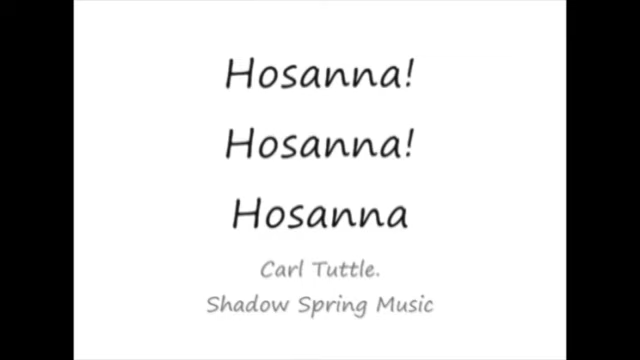 Hosanna!
Hosanna!
Hosanna
Carl Tuttle.
Shadow Spring Music